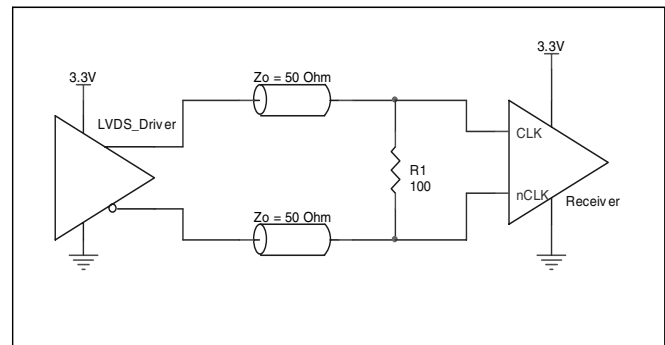 3.3V
LVDS_Driver
Zo = 50 Ohm
Zo = 50 Ohm
R1
100
3.3V
CLK
nCLK
Receiver